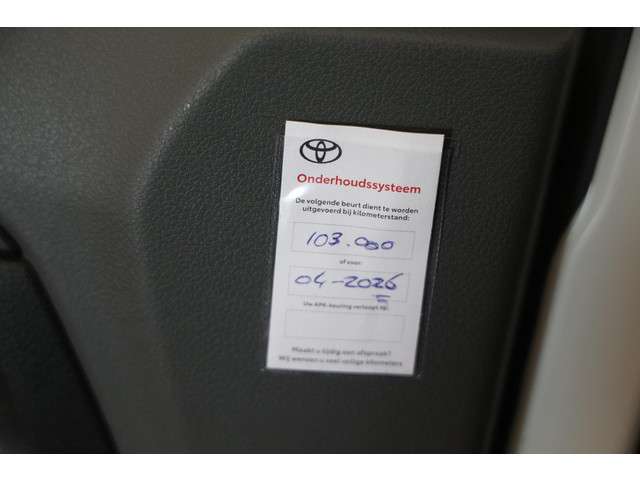 Onderhoudssysteem
De volgende beurt dient te worden
uitgevoerd bij kilometerstand:
103.000
of voor:
04-2026
Uw APK-keuring verloopt op:
Maakt u tijdig een afspraak?
Wij wensen u veel veilige kilometers